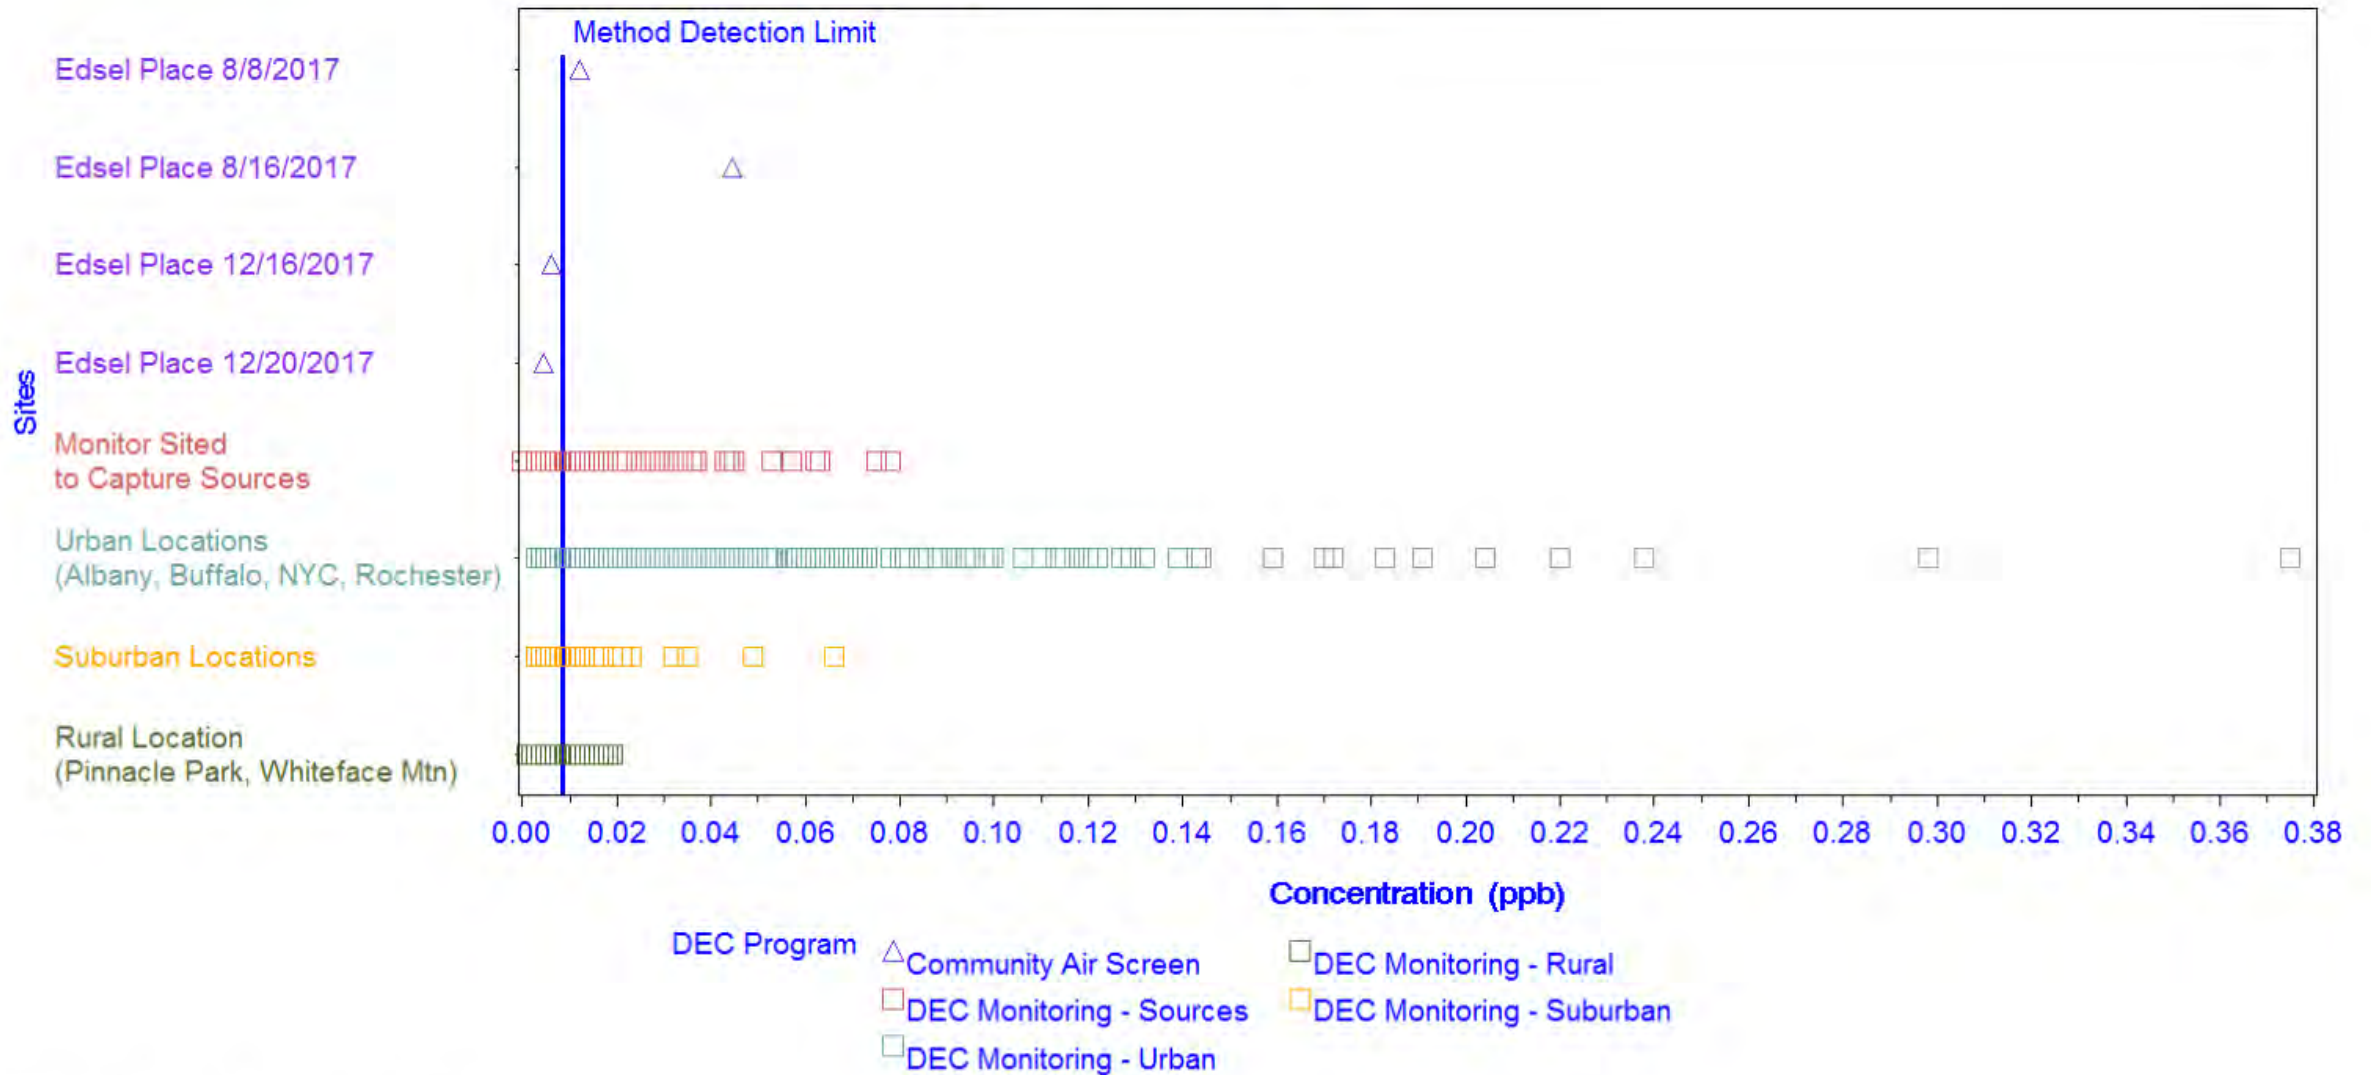 Method Detection Limit
Edsel Place 8/8/2017
Edsel Place 8/16/2017
Edsel Place 12/16/2017
Edsel Place 12/20/2017
Sites
Monitor Sited
to Capture Sources
Urban Locations
(Albany, Buffalo, NYC, Rochester)
Suburban Locations
Rural Location
(Pinnacle Park, Whiteface Mtn)
0.00 0.02 0.04 0.06 0.08 0.10 0.12 0.14 0.16 0.18 0.20 0.22 0.24 0.26 0.28 0.30 0.32 0.34 0.36 0.38
Concentration (ppb)
DEC Program
Community Air Screen
DEC Monitoring - Rural
DEC Monitoring - Sources
DEC Monitoring - Suburban
DEC Monitoring - Urban